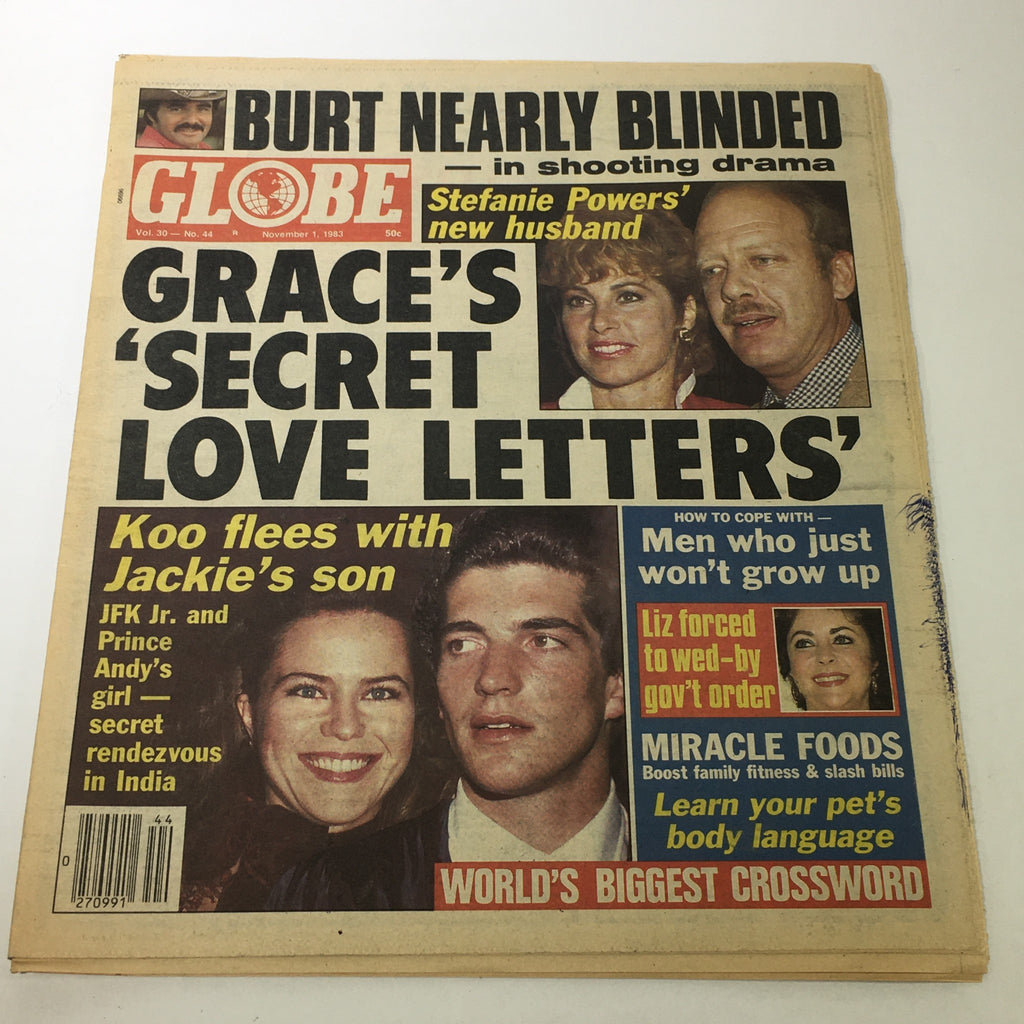 BURT NEARLY BLINDED
— in shooting drama
GLOBE
Vol. 30 — No. 44 B November 1, 1983 50c
Stefanie Powers'
new husband
GRACE'S
'SECRET
LOVE LETTERS'
Koo flees with
Jackie's son
JFK Jr. and
Prince
Andy's
girl —
secret
rendezvous
in India
HOW TO COPE WITH —
Men who just
won't grow up
Liz forced
to wed-by
gov't order
MIRACLE FOODS
Boost family fitness & slash bills
Learn your pet's
body language
WORLD'S BIGGEST CROSSWORD
44
0
270991